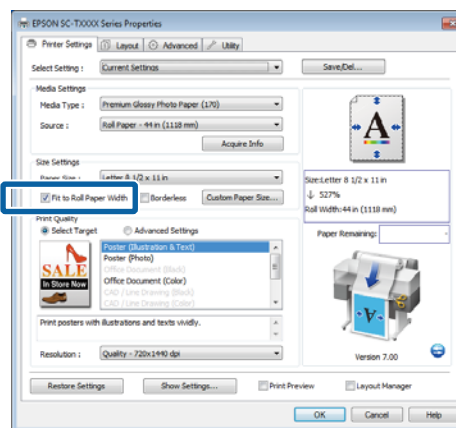 EPSON SC-TXXXX Series Properties
Printer Settings Layout Advanced Utility
Select Setting : Current Settings Save/Del...
Media Settings
Media Type : Premium Glossy Photo Paper (170)
Source : Roll Paper - 44 in (1118 mm)
Acquire Info
Size Settings
Paper Size : Letter 8 1/2 x 11 in
Fit to Roll Paper Width Borderless Custom Paper Size...
Print Quality
Select Target Advanced Settings
SALE
In Store Now
Poster (Illustration & Text)
Poster (Photo)
Office Document (Black)
Office Document (Color)
CAD / Line Drawing (Black)
CAD / Line Drawing (Color)
Print posters with illustrations and texts vividly.
Resolution : Quality - 720x1440 dpi
A
Size:Letter 8 1/2 x 11 in
↓ 527%
Roll Width:44 in (1118 mm)
Paper Remaining: -
A
Version 7.00
Restore Settings Show Settings... Print Preview Layout Manager
OK Cancel Help